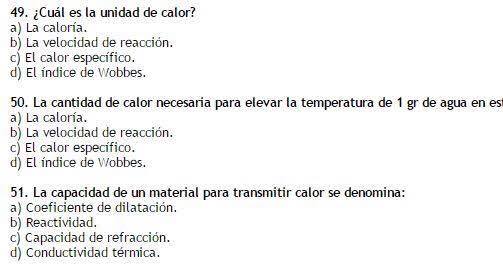 49. ¿Cuál es la unidad de calor?
a) La caloría.
b) La velocidad de reacción.
c) El calor específico.
d) El índice de Wobbes.
50. La cantidad de calor necesaria para elevar la temperatura de 1 gr de agua en es
a) La caloría.
b) La velocidad de reacción.
c) El calor específico.
d) El índice de Wobbes.
51. La capacidad de un material para transmitir calor se denomina:
a) Coeficiente de dilatación.
b) Reactividad.
c) Capacidad de refracción.
d) Conductividad térmica.